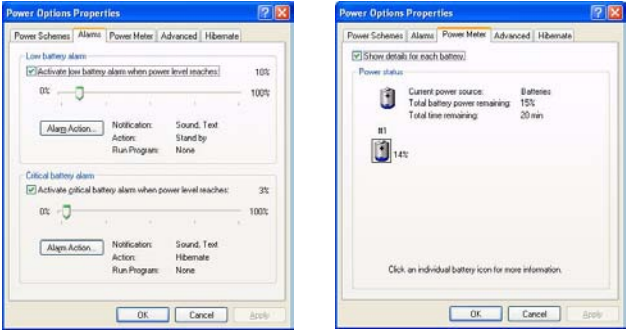 Power Options Properties
Power Schemes Alarms Power Meter Advanced Hibernate
Low battery alarm
Activate low battery alarm when power level reaches: 10%
0% 100%
Alarm Action... Notification: Sound, Text
Action: Stand by
Run Program: None
Critical battery alarm
Activate critical battery alarm when power level reaches: 3%
0% 100%
Alarm Action... Notification: Sound, Text
Action: Hibernate
Run Program: None
OK Cancel Apply
Power Options Properties
Power Schemes Alarms Power Meter Advanced Hibernate
Show details for each battery.
Power status
Current power source: Batteries
Total battery power remaining: 15%
Total time remaining: 20 min
#1
14%
Click an individual battery icon for more information.
OK Cancel Apply